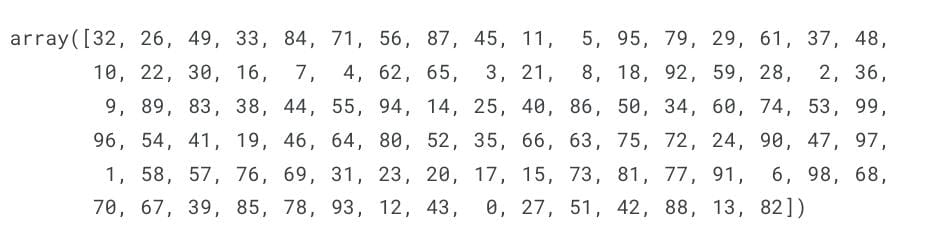 array([32, 26, 49, 33, 84, 71, 56, 87, 45, 11,  5, 95, 79, 29, 61, 37, 48,
       10, 22, 30, 16,  7,  4, 62, 65,  3, 21,  8, 18, 92, 59, 28,  2, 36,
        9, 89, 83, 38, 44, 55, 94, 14, 25, 40, 86, 50, 34, 60, 74, 53, 99,
       96, 54, 41, 19, 46, 64, 80, 52, 35, 66, 63, 75, 72, 24, 90, 47, 97,
        1, 58, 57, 76, 69, 31, 23, 20, 17, 15, 73, 81, 77, 91,  6, 98, 68,
       70, 67, 39, 85, 78, 93, 12, 43,  0, 27, 51, 42, 88, 13, 82])